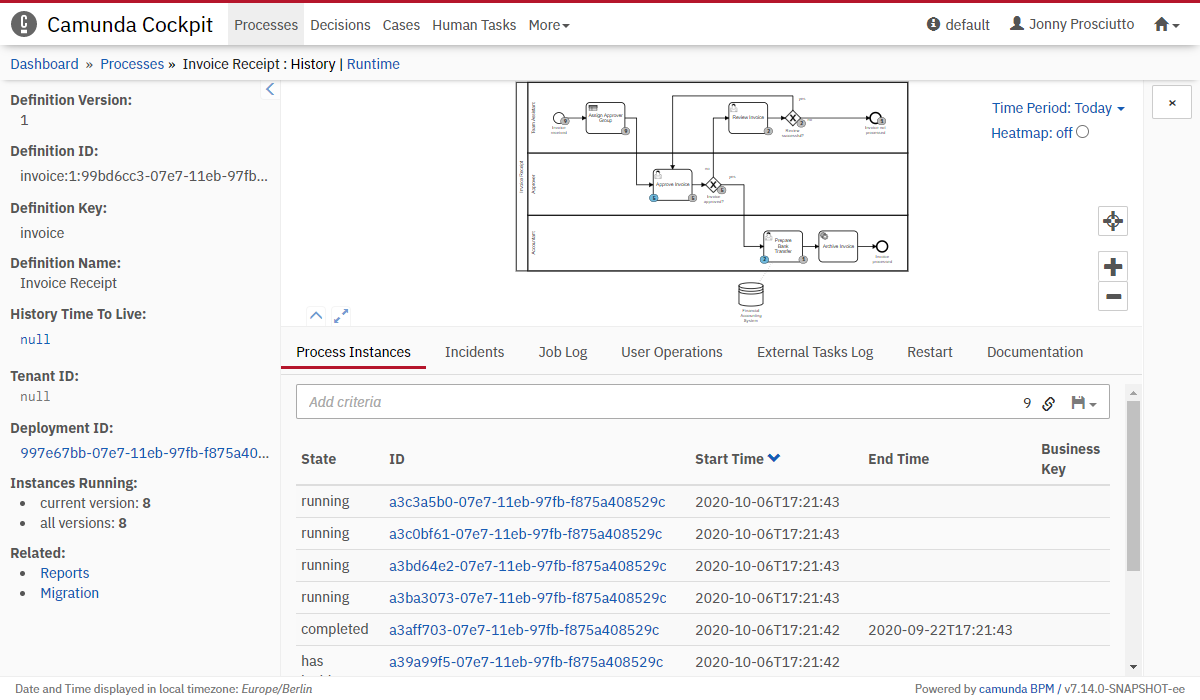 Camunda Cockpit
Processes Decisions Cases Human Tasks More
default Jonny Prosciutto
Dashboard » Processes » Invoice Receipt : History | Runtime
Definition Version:
1
Definition ID:
invoice:1:99bd6cc3-07e7-11eb-97fb...
Definition Key:
invoice
Definition Name:
Invoice Receipt
History Time To Live:
null
Tenant ID:
null
Deployment ID:
997e67bb-07e7-11eb-97fb-f875a40...
Instances Running:
current version: 8
all versions: 8
Related:
Reports
Migration
Invoice Receipt
Team Assistant
Approver
Accountant
Invoice received
Assign Approver Group
Review Invoice
Review successful?
yes
Invoice not processed
Approve Invoice
Invoice approved?
no
yes
Prepare Bank Transfer
Archive Invoice
Invoice processed
Financial Accounting System
Time Period: Today
Heatmap: off
×
Process Instances Incidents Job Log User Operations External Tasks Log Restart Documentation
Add criteria 9
State ID Start Time End Time Business Key
running a3c3a5b0-07e7-11eb-97fb-f875a408529c 2020-10-06T17:21:43
running a3c0bf61-07e7-11eb-97fb-f875a408529c 2020-10-06T17:21:43
running a3bd64e2-07e7-11eb-97fb-f875a408529c 2020-10-06T17:21:43
running a3ba3073-07e7-11eb-97fb-f875a408529c 2020-10-06T17:21:43
completed a3aff703-07e7-11eb-97fb-f875a408529c 2020-10-06T17:21:42 2020-09-22T17:21:43
has a39a99f5-07e7-11eb-97fb-f875a408529c 2020-10-06T17:21:42
Date and Time displayed in local timezone: Europe/Berlin
Powered by camunda BPM / v7.14.0-SNAPSHOT-ee